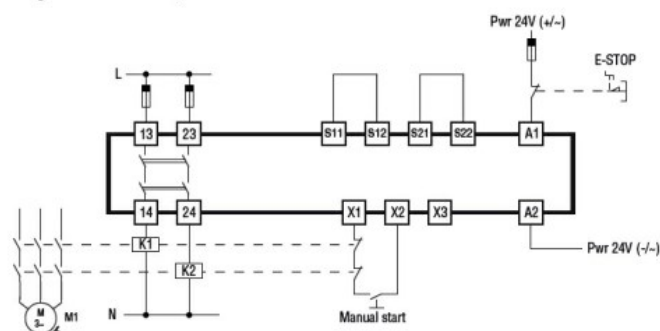 Pwr 24V (+/~)
E-STOP
L
13 23 S11 S12 S21 S22 A1
14 24 X1 X2 X3 A2
K1
Pwr 24V (-/~)
K2
M
3~
M1
N
Manual start